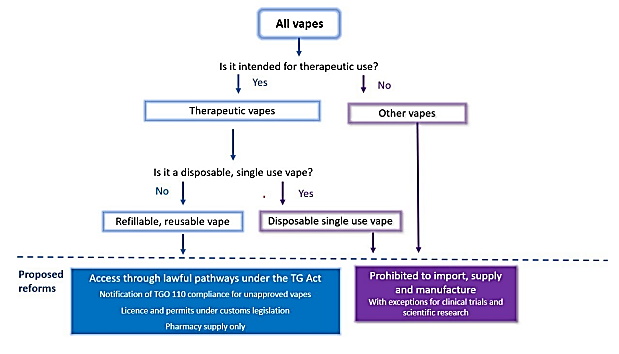 All vapes
Is it intended for therapeutic use?
Yes
No
Therapeutic vapes
Other vapes
Is it a disposable, single use vape?
No
Yes
Refillable, reusable vape
Disposable single use vape
Proposed
reforms
Access through lawful pathways under the TG Act
Notification of TGO 110 compliance for unapproved vapes
Licence and permits under customs legislation
Pharmacy supply only
Prohibited to import, supply
and manufacture
With exceptions for clinical trials and
scientific research